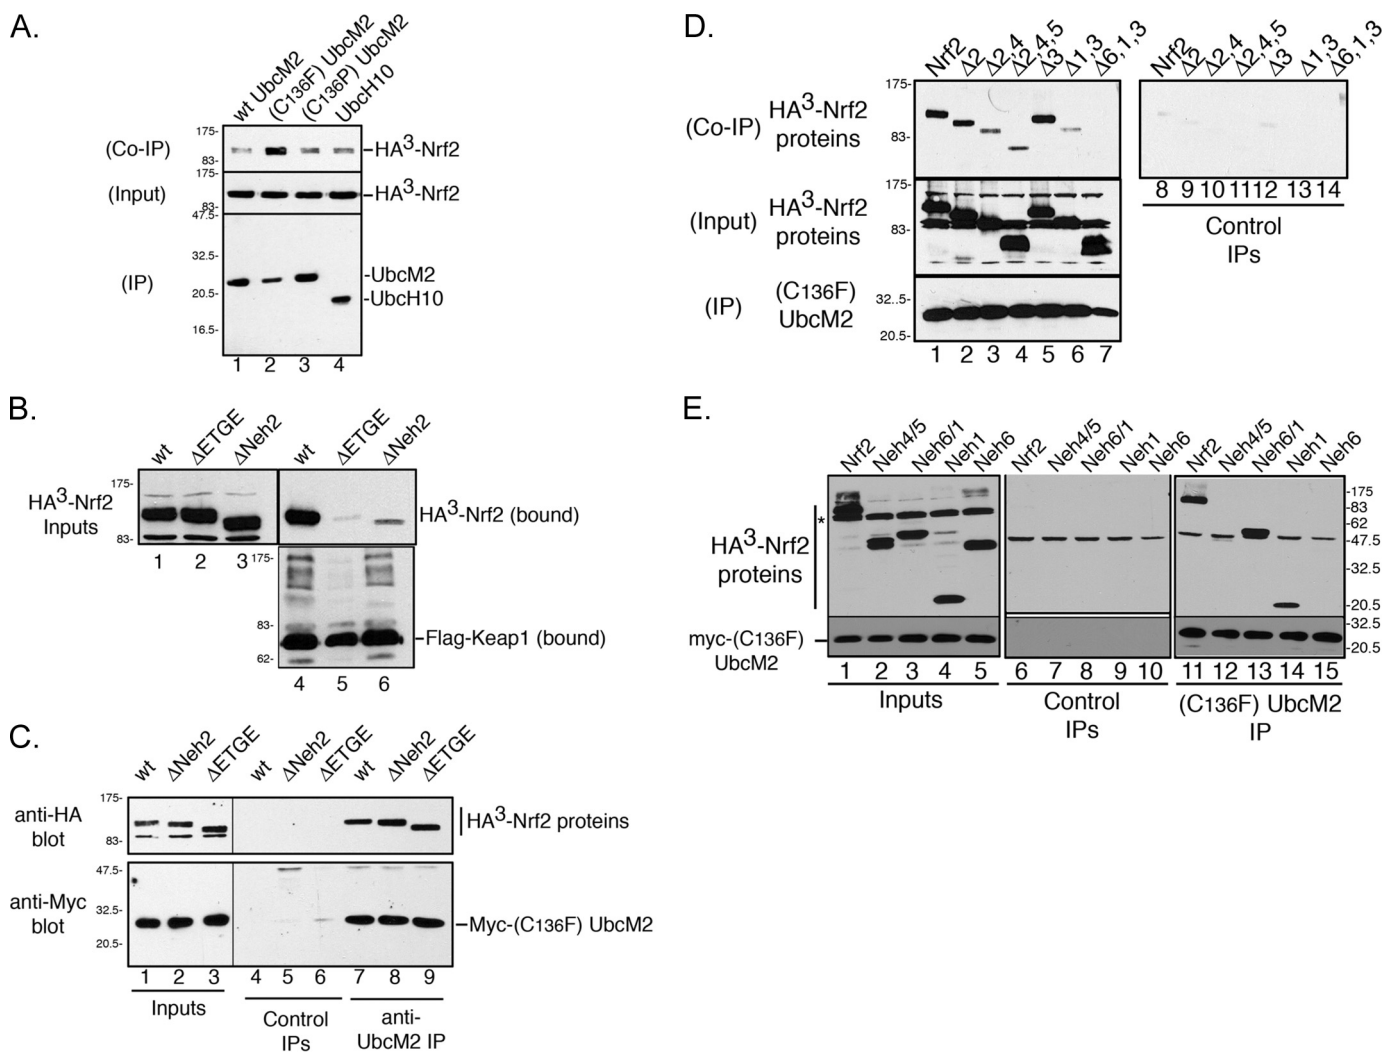 A.
wt UbcM2
(C136F) UbcM2
(C136P) UbcM2
UbcH10
(Co-IP)
175-
83-
HA3-Nrf2
(Input)
175-
83-
HA3-Nrf2
(IP)
47.5-
32.5-
20.5-
16.5-
-UbcM2
-UbcH10
1 2 3 4
B.
wt ΔETGE ΔNeh2
wt ΔETGE ΔNeh2
HA3-Nrf2
Inputs
175-
83-
HA3-Nrf2 (bound)
1 2 3
175-
83-
62-
Flag-Keap1 (bound)
4 5 6
C.
wt ΔNeh2 ΔETGE wt ΔNeh2 ΔETGE wt ΔNeh2 ΔETGE
anti-HA
blot
175-
83-
HA3-Nrf2 proteins
anti-Myc
blot
47.5-
32.5-
20.5-
Myc-(C136F) UbcM2
1 2 3 4 5 6 7 8 9
Inputs
Control
IPs
anti-
UbcM2 IP
D.
Nrf2 Δ2 Δ2,4 Δ2,4,5 Δ3 Δ1,3 Δ6,1,3
Nrf2 Δ2 Δ2,4 Δ2,4,5 Δ3 Δ1,3 Δ6,1,3
(Co-IP) HA3-Nrf2
proteins
175-
83-
(Input) HA3-Nrf2
proteins
175-
83-
(IP) (C136F)
UbcM2
32.5-
20.5-
1 2 3 4 5 6 7
8 9 10 11 12 13 14
Control
IPs
E.
Nrf2 Neh4/5 Neh6/1 Neh1 Neh6
Nrf2 Neh4/5 Neh6/1 Neh1 Neh6
Nrf2 Neh4/5 Neh6/1 Neh1 Neh6
HA3-Nrf2
proteins
*
-175
-83
-62
-47.5
-32.5
-20.5
myc-(C136F)
UbcM2
-32.5
-20.5
1 2 3 4 5 6 7 8 9 10 11 12 13 14 15
Inputs
Control
IPs
(C136F) UbcM2
IP